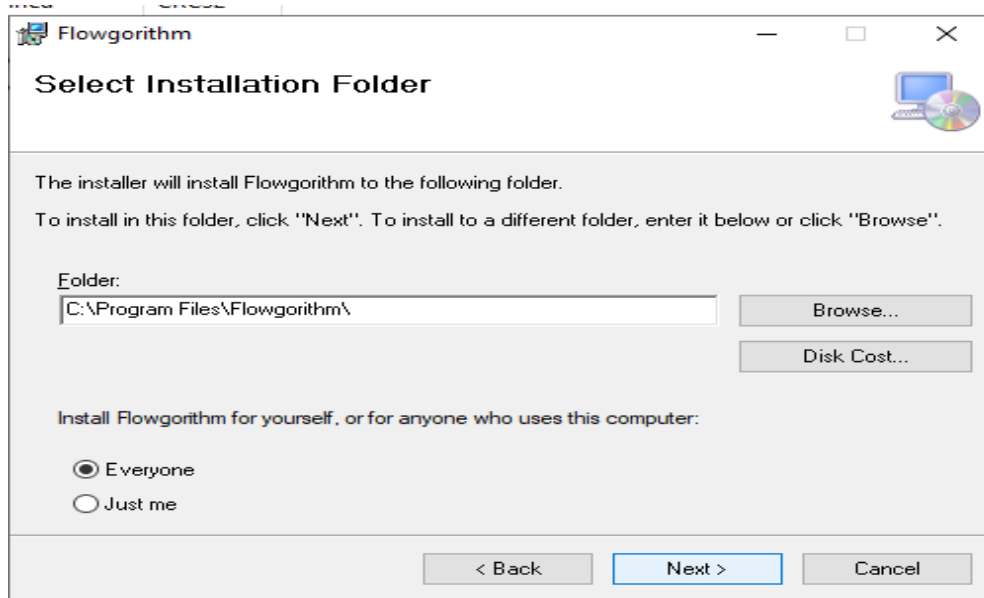 Flowgorithm
Select Installation Folder
The installer will install Flowgorithm to the following folder.
To install in this folder, click "Next". To install to a different folder, enter it below or click "Browse".
Folder:
C:\Program Files\Flowgorithm\
Browse...
Disk Cost...
Install Flowgorithm for yourself, or for anyone who uses this computer:
Everyone
Just me
< Back
Next >
Cancel